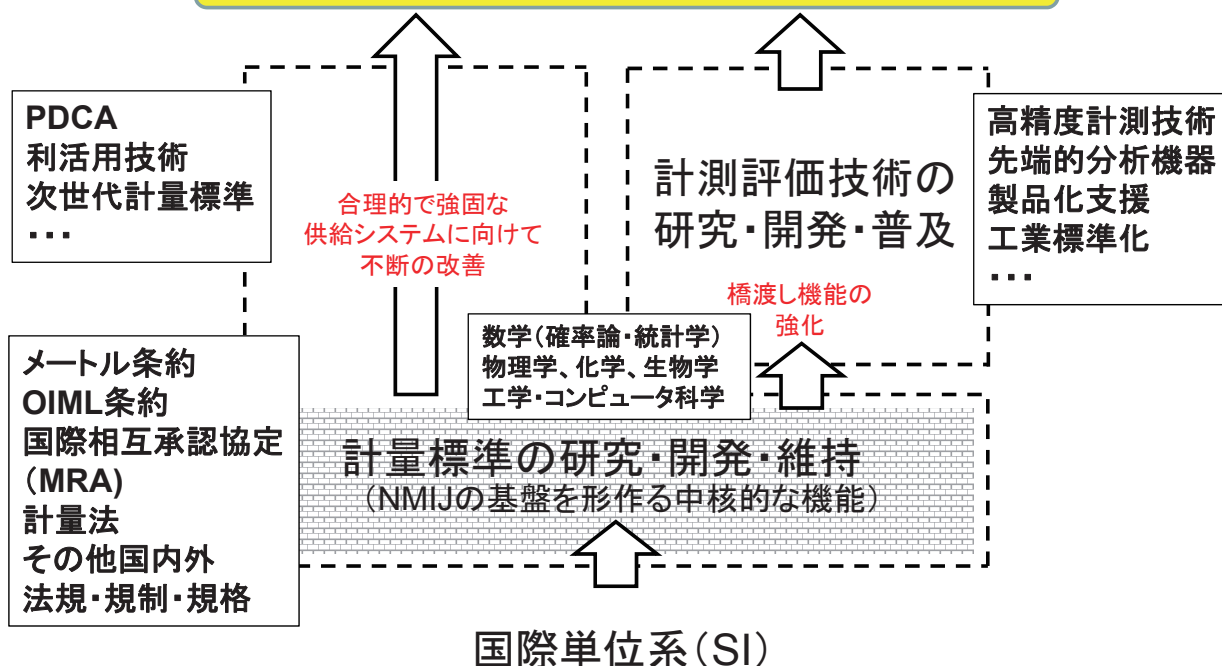 PDCA
利活用技術
次世代計量標準
・・・
合理的で強固な
供給システムに向けて
不断の改善
計測評価技術の
研究・開発・普及
橋渡し機能の
強化
高精度計測技術
先端的分析機器
製品化支援
工業標準化
・・・
数学（確率論・統計学）
物理学、化学、生物学
工学・コンピュータ科学
メートル条約
OIML条約
国際相互承認協定
（MRA)
計量法
その他国内外
法規・規制・規格
計量標準の研究・開発・維持
（NMIJの基盤を形作る中核的な機能）
国際単位系（SI）